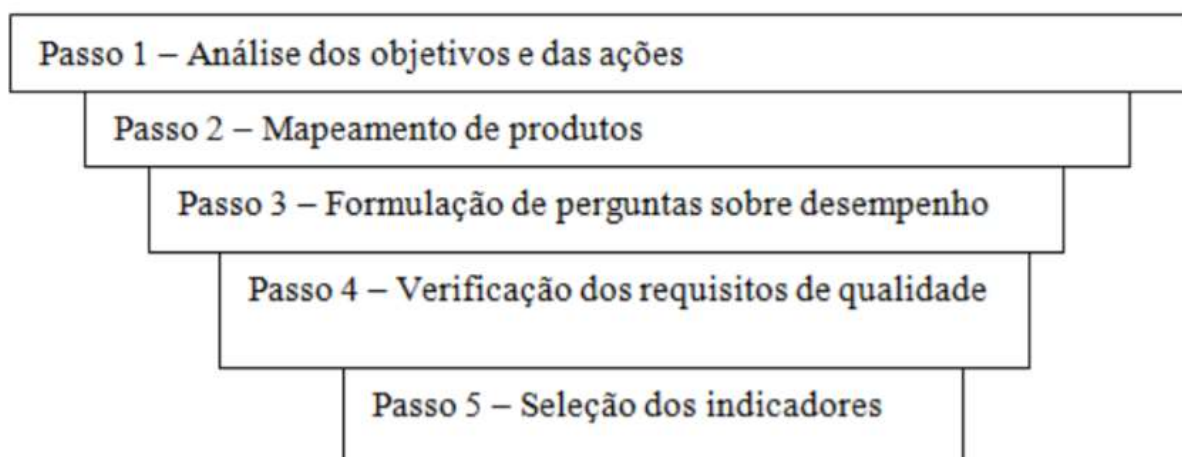 Passo 1 – Análise dos objetivos e das ações
Passo 2 – Mapeamento de produtos
Passo 3 – Formulação de perguntas sobre desempenho
Passo 4 – Verificação dos requisitos de qualidade
Passo 5 – Seleção dos indicadores